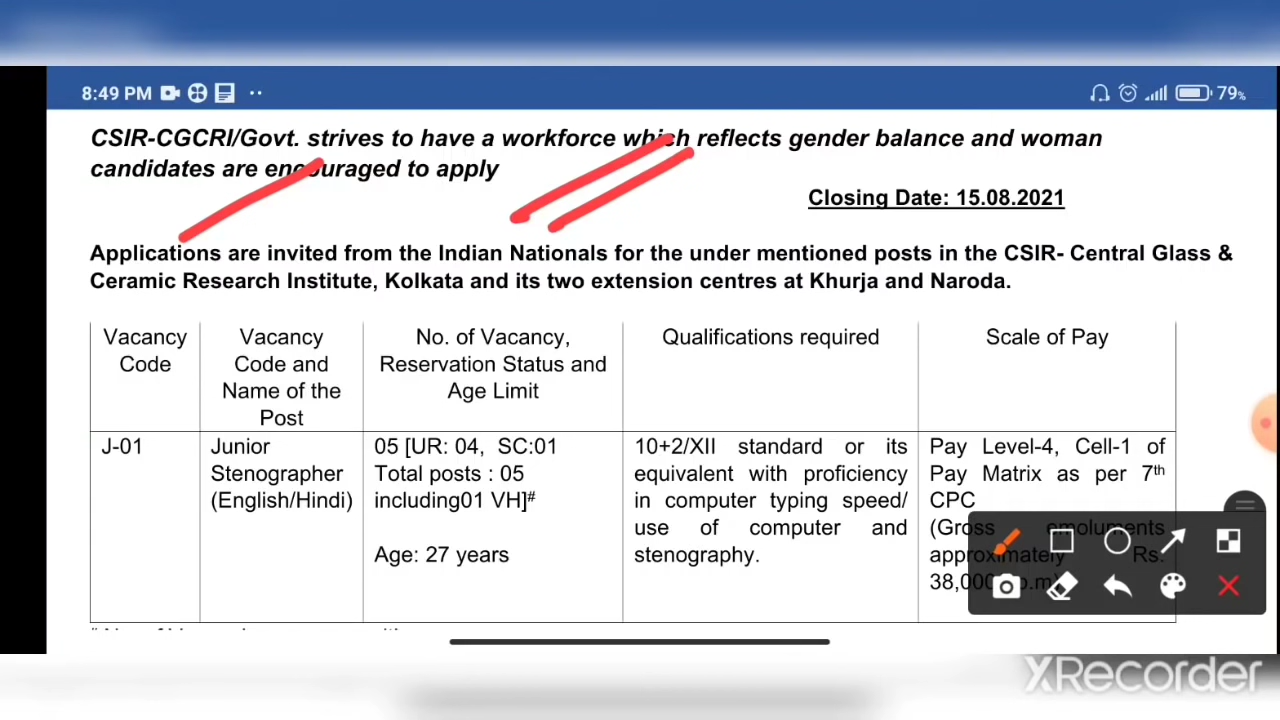 8:49 PM
79%
CSIR-CGCRI/Govt. strives to have a workforce which reflects gender balance and woman
candidates are encouraged to apply
Closing Date: 15.08.2021
Applications are invited from the Indian Nationals for the under mentioned posts in the CSIR- Central Glass &
Ceramic Research Institute, Kolkata and its two extension centres at Khurja and Naroda.
Vacancy
Code
Vacancy
Code and
Name of the
Post
No. of Vacancy,
Reservation Status and
Age Limit
Qualifications required
Scale of Pay
J-01
Junior
Stenographer
(English/Hindi)
05 [UR: 04, SC:01
Total posts : 05
including01 VH]#
Age: 27 years
10+2/XII standard or its
equivalent with proficiency
in computer typing speed/
use of computer and
stenography.
Pay Level-4, Cell-1 of
Pay Matrix as per 7th
CPC
(Gross emoluments
approximately Rs.
XRecorder